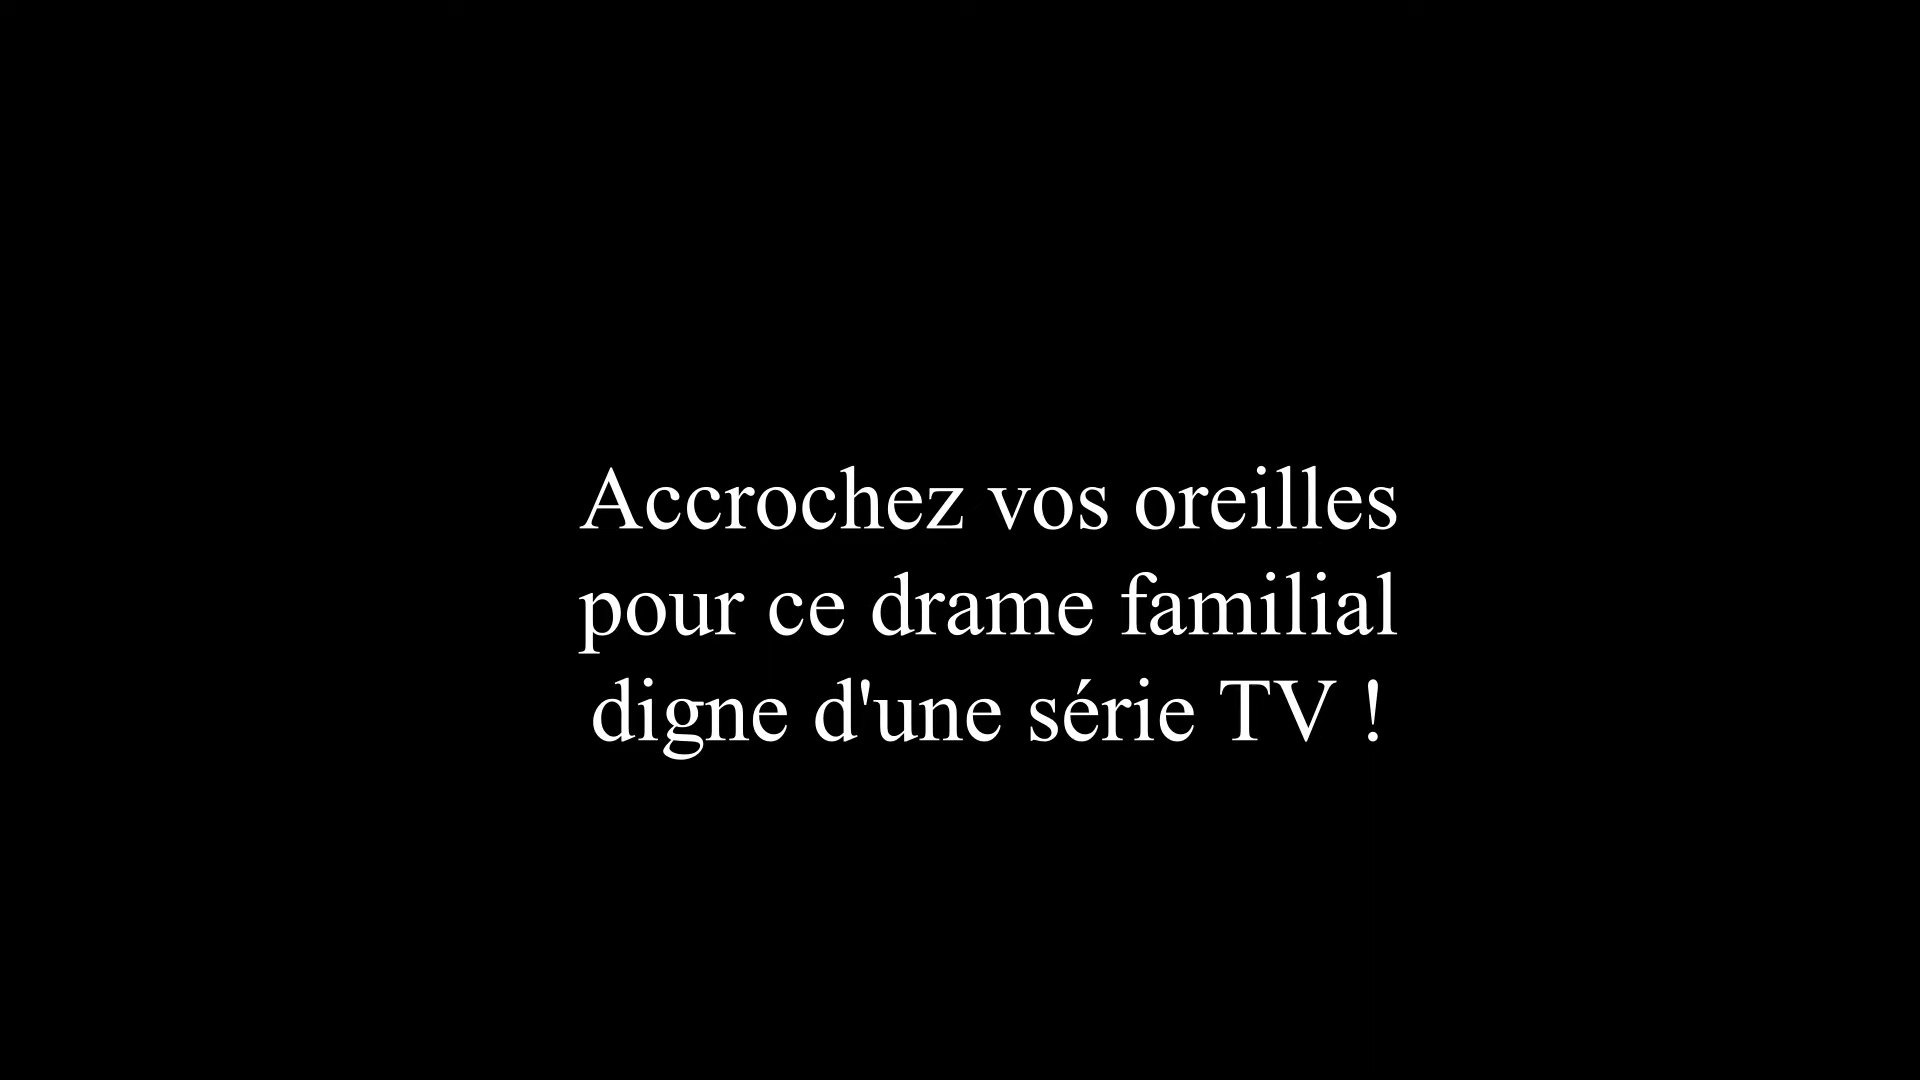 Accrochez vos oreilles
pour ce drame familial
digne d'une série TV !